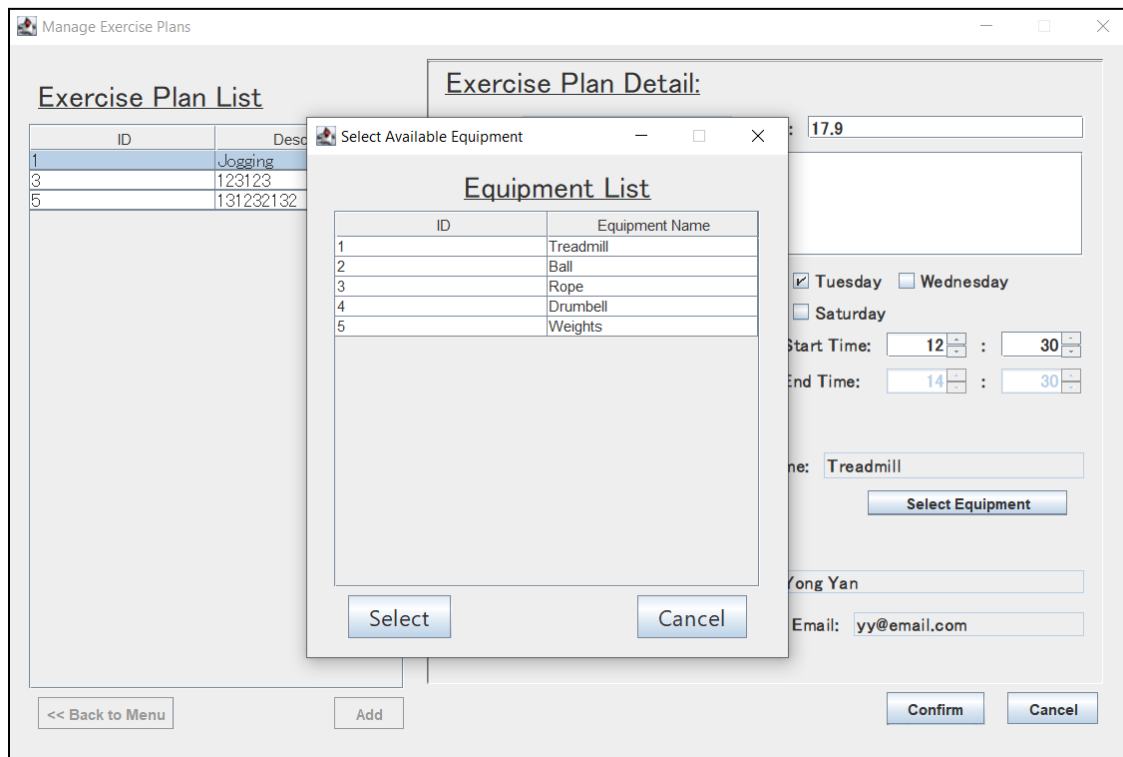 Manage Exercise Plans
Exercise Plan List
ID Desc
1 Jogging
3 123123
5 131232132
<< Back to Menu Add
Exercise Plan Detail:
: 17.9
Tuesday Wednesday
Saturday
Start Time: 12 : 30
End Time: 14 : 30
me: Treadmill
Select Equipment
Yong Yan
Email: yy@email.com
Confirm Cancel
Select Available Equipment
Equipment List
ID Equipment Name
1 Treadmill
2 Ball
3 Rope
4 Drumbell
5 Weights
Select Cancel